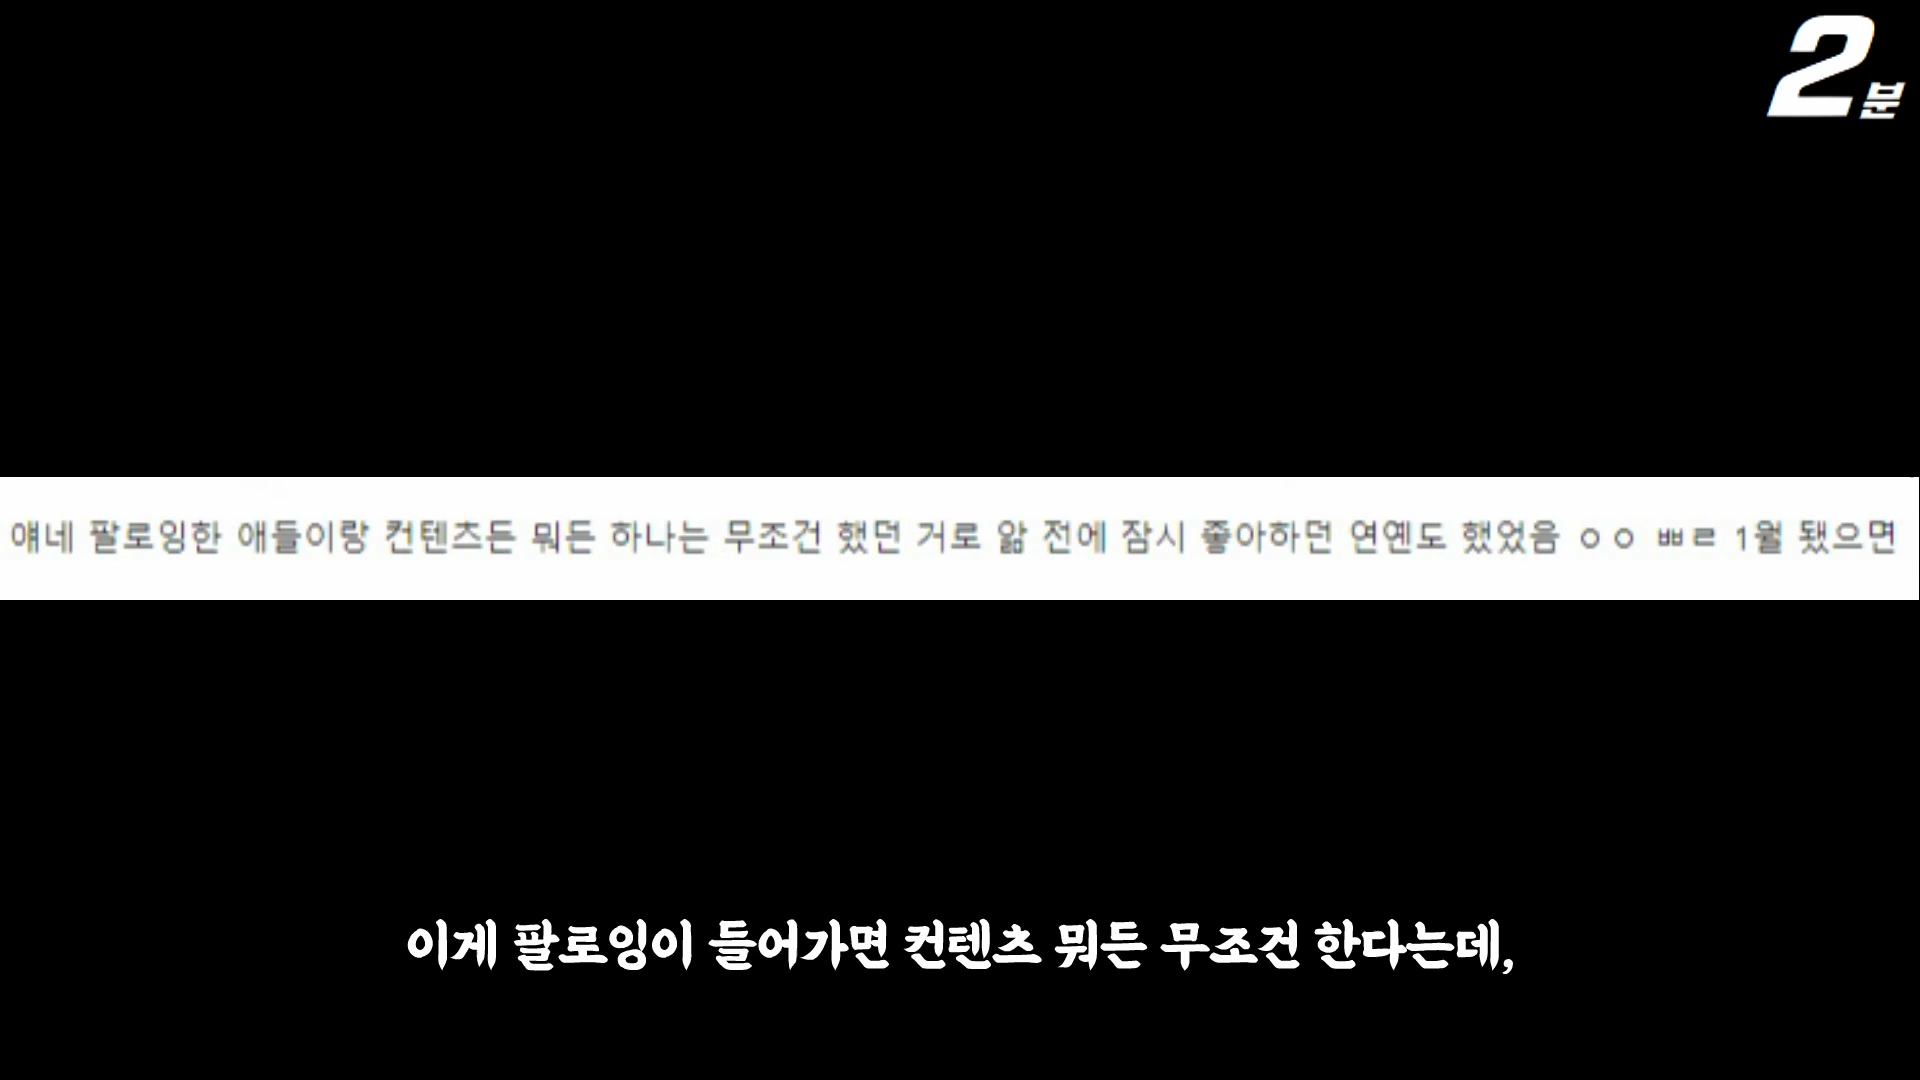 2분
얘네 팔로잉한 애들이랑 컨텐츠든 뭐든 하나는 무조건 했던 거로 앎 전에 잠시 좋아하던 연옌도 했었음 ㅇㅇ ㅃㄹ 1월 됐으면
이게 팔로잉이 들어가면 컨텐츠 뭐든 무조건 한다는데,